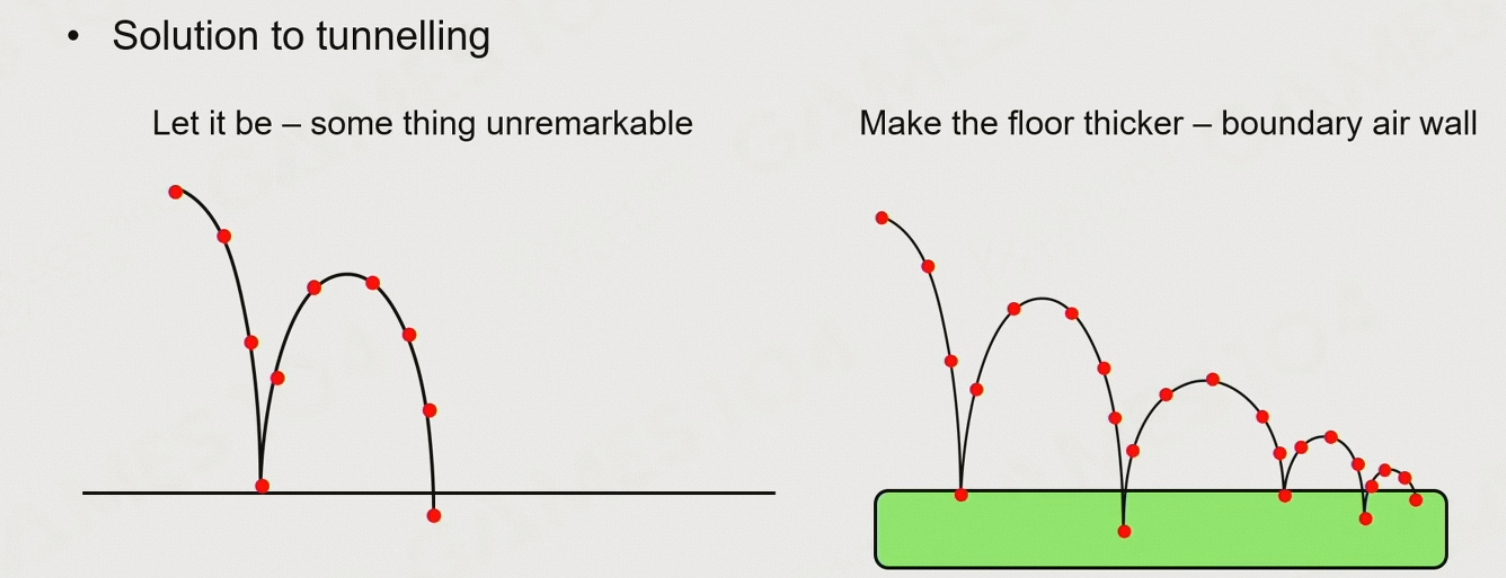 • Solution to tunnelling
Let it be – some thing unremarkable
Make the floor thicker – boundary air wall